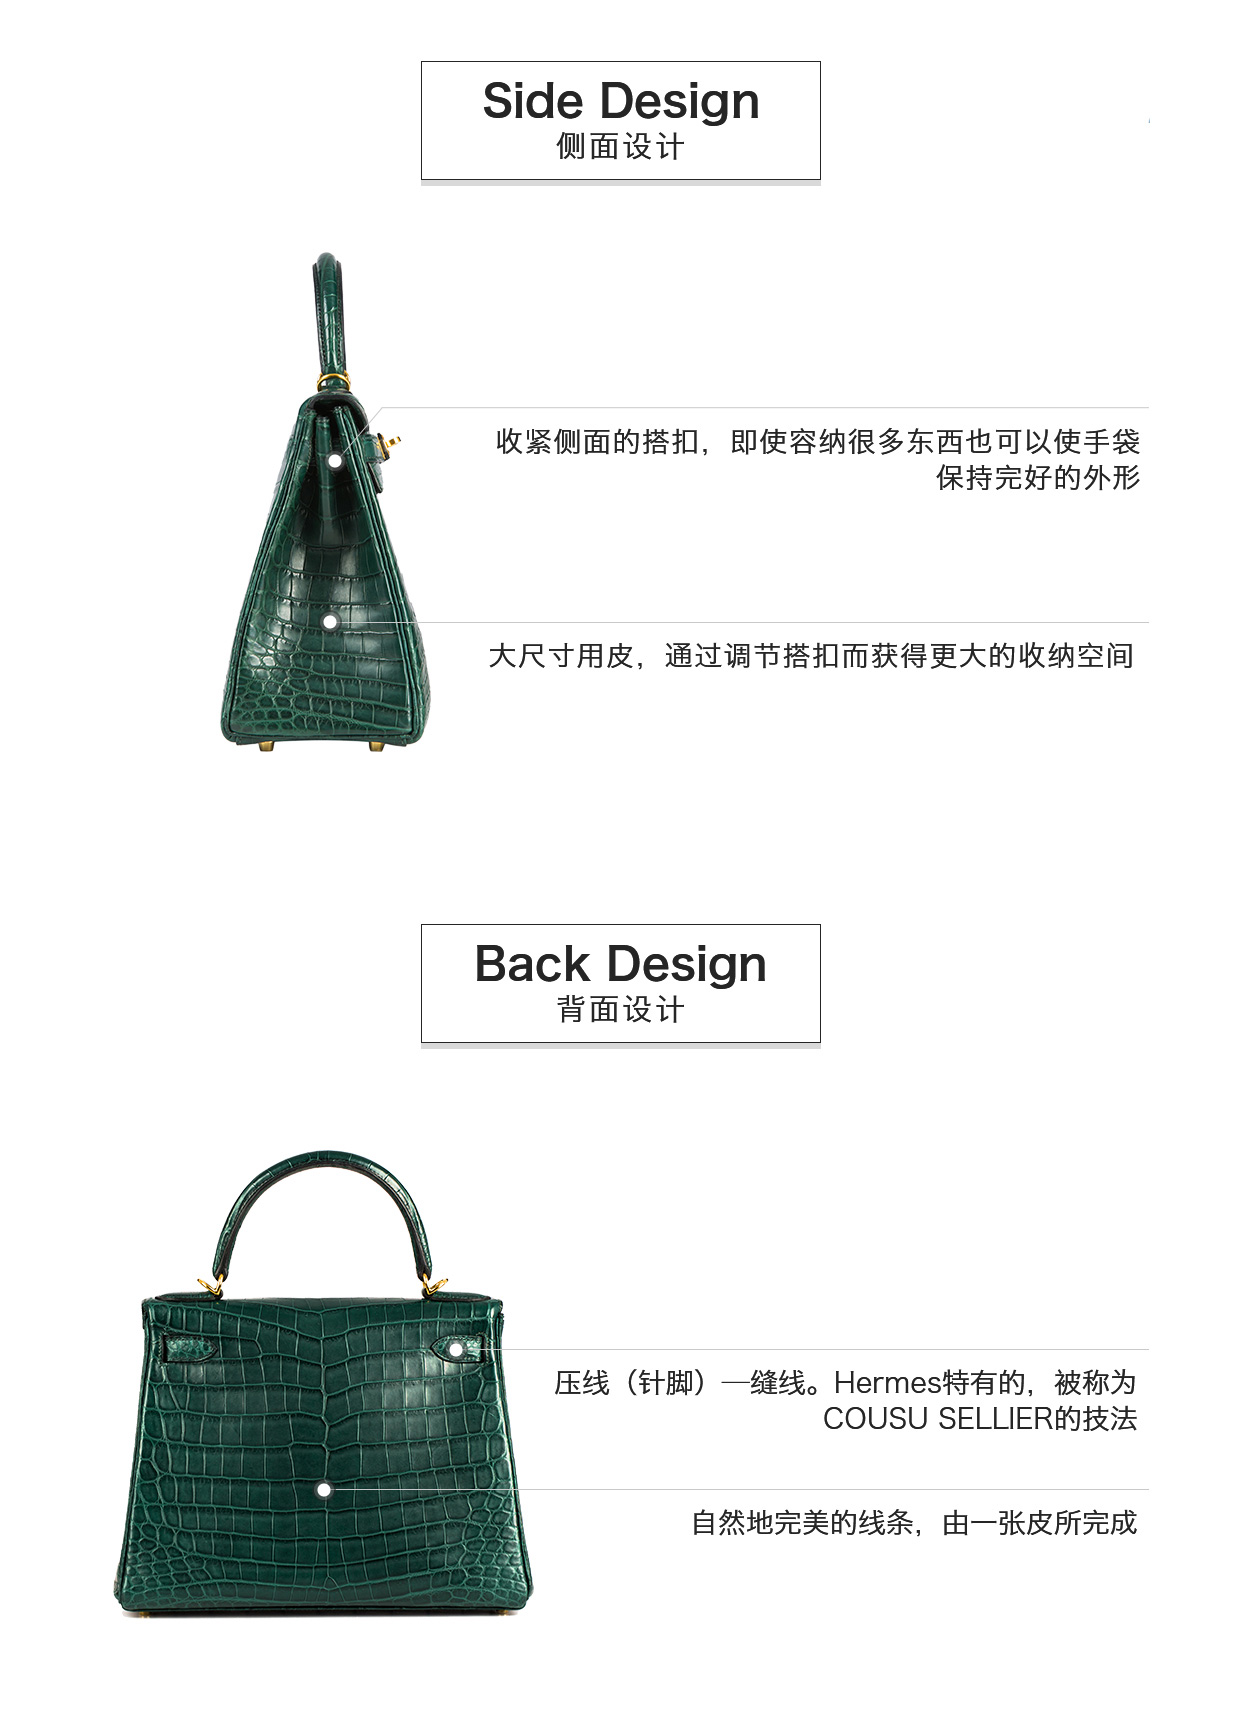 Side Design
侧面设计
收紧侧面的搭扣，即使容纳很多东西也可以使手袋
保持完好的外形
大尺寸用皮，通过调节搭扣而获得更大的收纳空间
Back Design
背面设计
压线（针脚）—缝线。Hermes特有的，被称为
COUSU SELLIER的技法
自然地完美的线条，由一张皮所完成